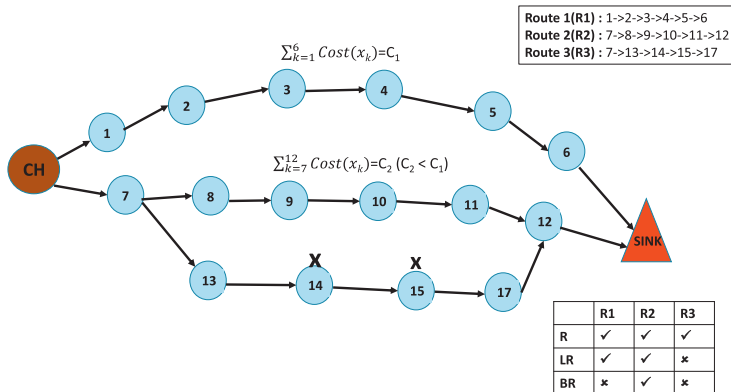 Route 1(R1) : 1->2->3->4->5->6
Route 2(R2) : 7->8->9->10->11->12
Route 3(R3) : 7->13->14->15->17
∑_{k=1}^{6} Cost(x_k)=C_1
3
4
2
5
1
6
CH
∑_{k=7}^{12} Cost(x_k)=C_2 (C_2 < C_1)
7
8
9
10
11
12
SINK
X
X
13
14
15
17
R1 R2 R3
R ✓ ✓ ✓
LR ✓ ✓ ×
BR × ✓ ×